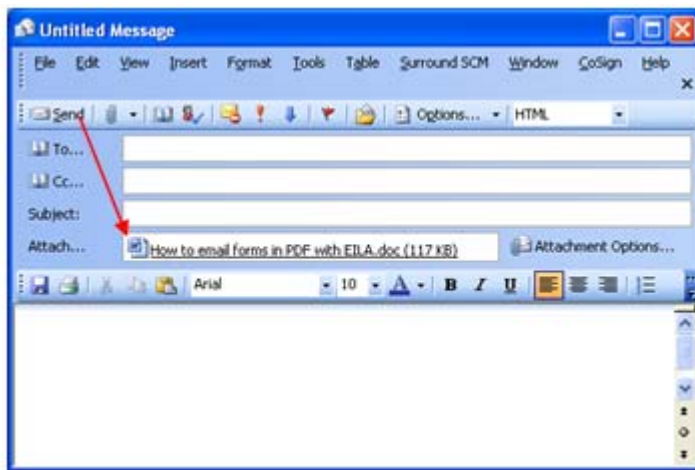 Untitled Message
File Edit View Insert Format Tools Table Surround SCM Window CoSign Help
Send Options... HTML
To...
Cc...
Subject:
Attach... How to email forms in PDF with EILA.doc (117 KB) Attachment Options...
Arial 10 A B I U